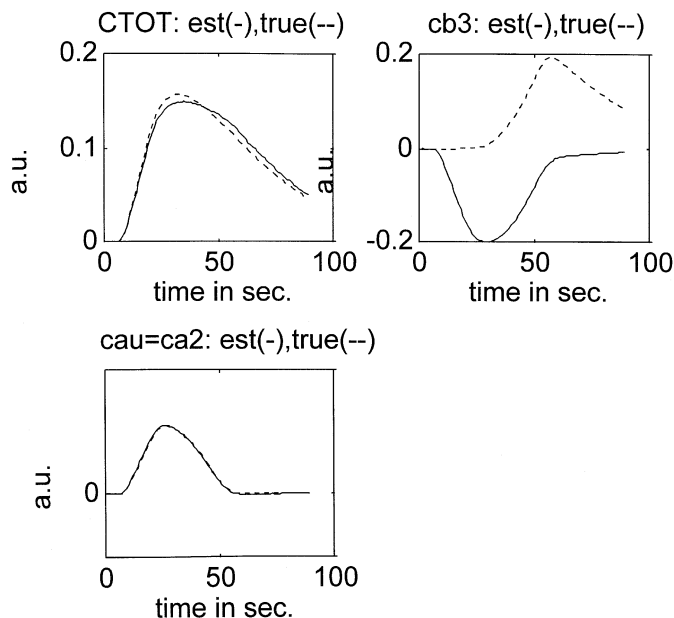 CTOT: est(-),true(--)
0.2
0.1
0
a.u.
0 50 100
time in sec.
cb3: est(-),true(--)
0.2
0
-0.2
a.u.
0 50 100
time in sec.
cau=ca2: est(-),true(--)
0
a.u.
0 50 100
time in sec.